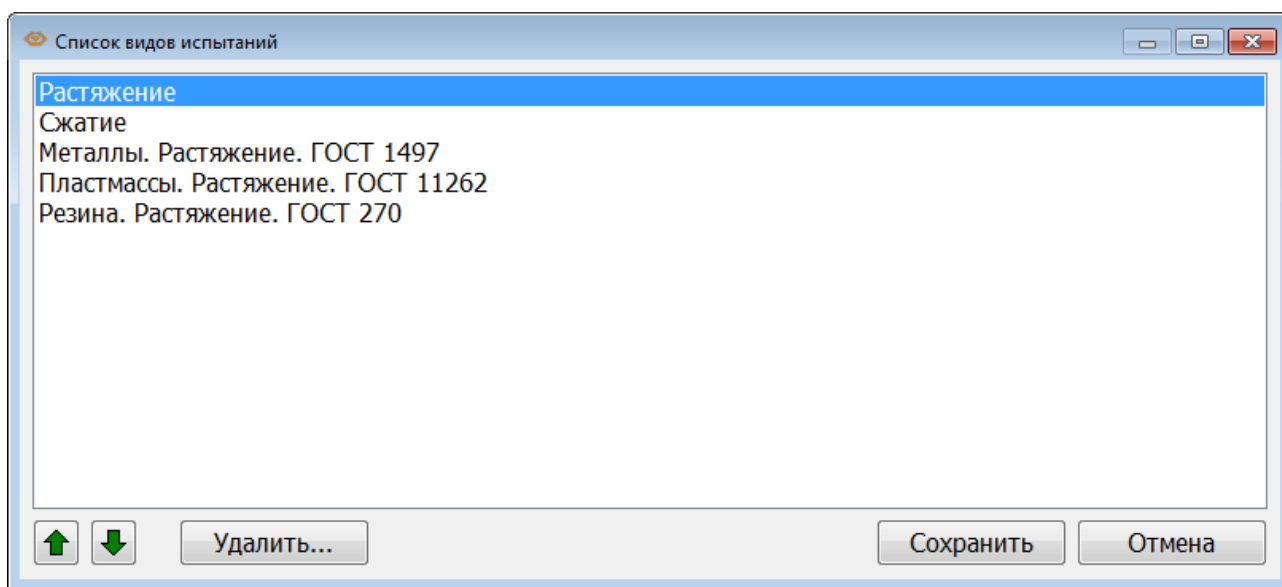 Список видов испытаний
Растяжение
Сжатие
Металлы. Растяжение. ГОСТ 1497
Пластмассы. Растяжение. ГОСТ 11262
Резина. Растяжение. ГОСТ 270
Удалить... Сохранить Отмена